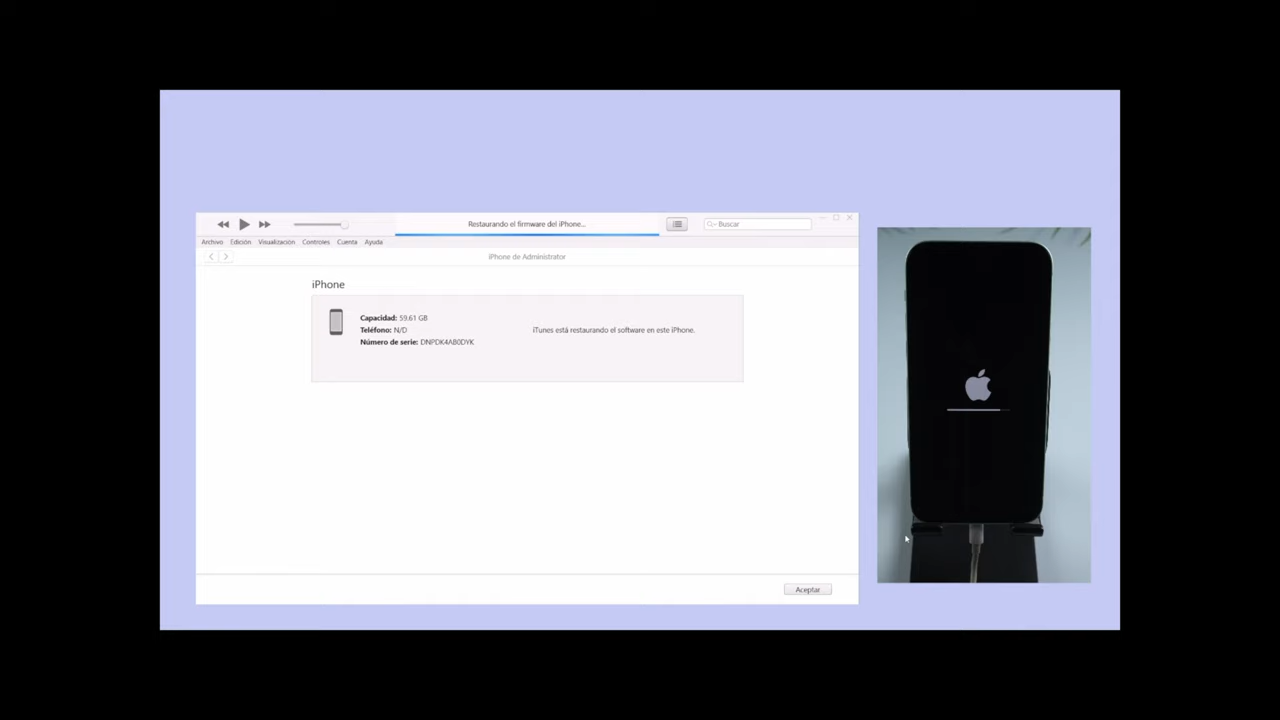 Restaurando el firmware del iPhone...
Buscar
Archivo Edición Visualización Controles Cuenta Ayuda
iPhone de Administrator
iPhone
Capacidad: 59.61 GB
Teléfono: N/D
Número de serie: DNPDK4AB0DYK
iTunes está restaurando el software en este iPhone.
Aceptar